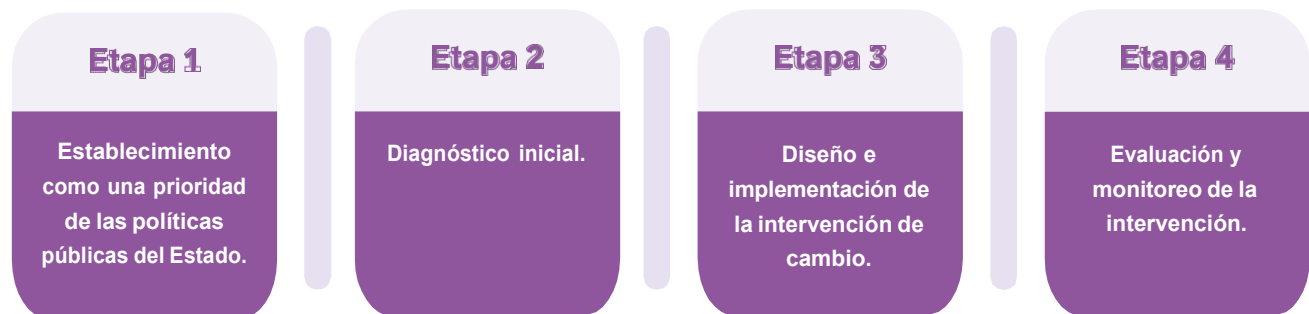 Etapa 1
Establecimiento
como una prioridad
de las políticas
públicas del Estado.
Etapa 2
Diagnóstico inicial.
Etapa 3
Diseño e
implementación de
la intervención de
cambio.
Etapa 4
Evaluación y
monitoreo de la
intervención.